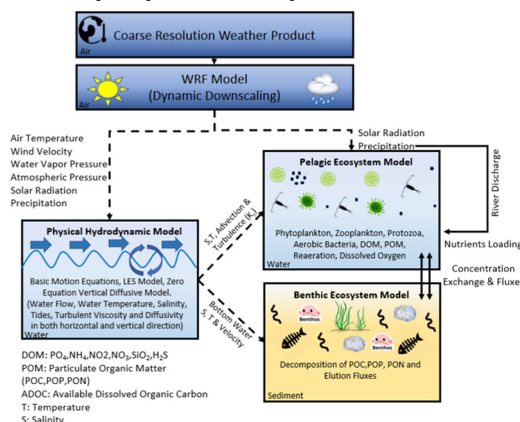 Coarse Resolution Weather Product
Air
WRF Model
(Dynamic Downscaling)
Air
Air Temperature
Wind Velocity
Water Vapor Pressure
Atmospheric Pressure
Solar Radiation
Precipitation
Solar Radiation
Precipitation
Pelagic Ecosystem Model
Phytoplankton, Zooplankton, Protozoa,
Aerobic Bacteria, DOM, POM,
Reaeration, Dissolved Oxygen
Water
River Discharge
Nutrients Loading
Concentration
Exchange & Fluxe
S,T, Advection &
Turbulence (Kz)
Physical Hydrodynamic Model
Basic Motion Equations, LES Model, Zero
Equation Vertical Diffusive Model.
(Water Flow, Water Temperature, Salinity,
Tides, Turbulent Viscosity and Diffusivity
in both horizontal and vertical direction)
Water
Bottom Water
S, T & Velocity
Benthic Ecosystem Model
Benthos
Benthos
Decomposition of POC,POP, PON and
Elution Fluxes
Sediment
DOM: PO₄,NH₄,NO2,NO₃,SiO₂,H₂S
POM: Particulate Organic Matter
(POC,POP,PON)
ADOC: Available Dissolved Organic Carbon
T: Temperature
S: Salinity